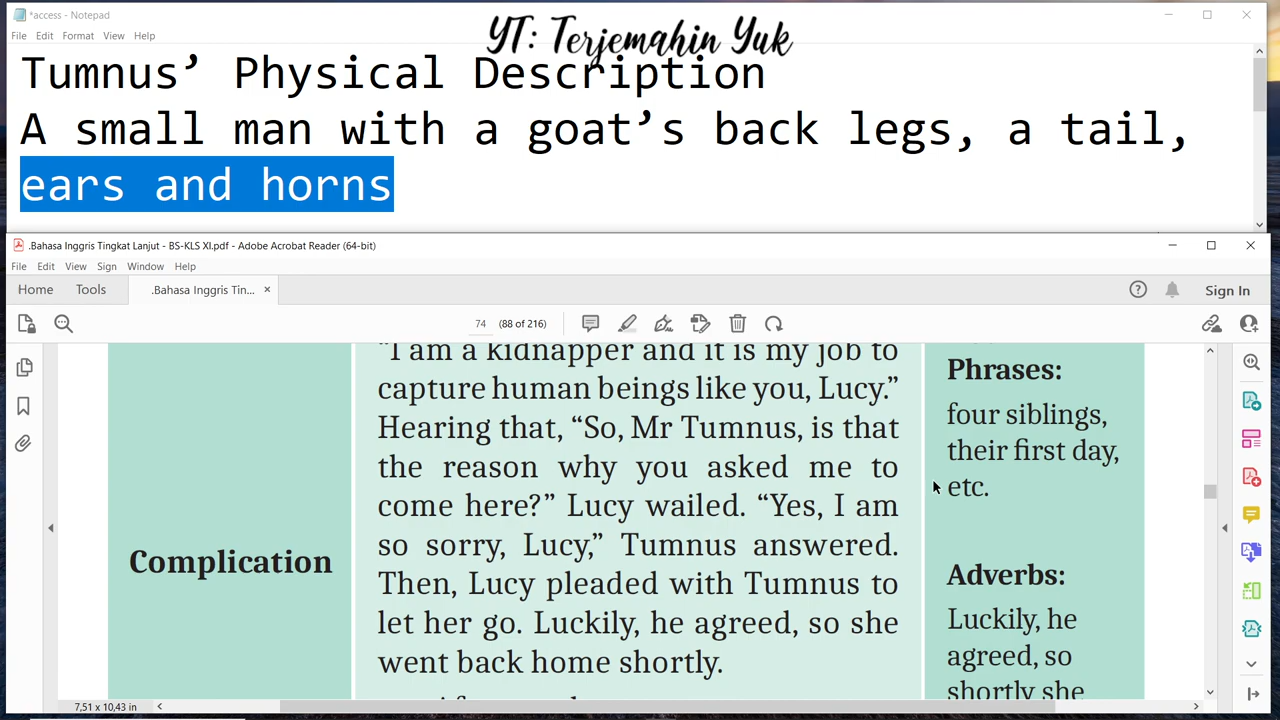 *access - Notepad
File Edit Format View Help
YT: Terjemahin Yuk
Tumnus’ Physical Description
A small man with a goat’s back legs, a tail,
ears and horns
.Bahasa Inggris Tingkat Lanjut - BS-KLS XI.pdf - Adobe Acrobat Reader (64-bit)
File Edit View Sign Window Help
Home Tools .Bahasa Inggris Tin... × Sign In
74 (88 of 216)
Complication
“I am a kidnapper and it is my job to
capture human beings like you, Lucy.”
Hearing that, “So, Mr Tumnus, is that
the reason why you asked me to
come here?” Lucy wailed. “Yes, I am
so sorry, Lucy,” Tumnus answered.
Then, Lucy pleaded with Tumnus to
let her go. Luckily, he agreed, so she
went back home shortly.
Phrases:
four siblings,
their first day,
etc.
Adverbs:
Luckily, he
agreed, so
shortly she
7,51 x 10,43 in